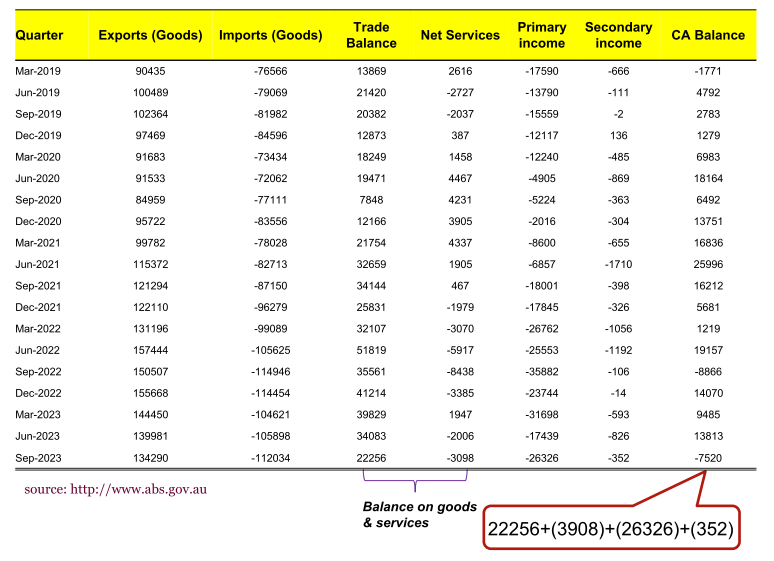 Quarter Exports (Goods) Imports (Goods) Trade Balance Net Services Primary income Secondary income CA Balance
Mar-2019 90435 -76566 13869 2616 -17590 -666 -1771
Jun-2019 100489 -79069 21420 -2727 -13790 -111 4792
Sep-2019 102364 -81982 20382 -2037 -15559 -2 2783
Dec-2019 97469 -84596 12873 387 -12117 136 1279
Mar-2020 91683 -73434 18249 1458 -12240 -485 6983
Jun-2020 91533 -72062 19471 4467 -4905 -869 18164
Sep-2020 84959 -77111 7848 4231 -5224 -363 6492
Dec-2020 95722 -83556 12166 3905 -2016 -304 13751
Mar-2021 99782 -78028 21754 4337 -8600 -655 16836
Jun-2021 115372 -82713 32659 1905 -6857 -1710 25996
Sep-2021 121294 -87150 34144 467 -18001 -398 16212
Dec-2021 122110 -96279 25831 -1979 -17845 -326 5681
Mar-2022 131196 -99089 32107 -3070 -26762 -1056 1219
Jun-2022 157444 -105625 51819 -5917 -25553 -1192 19157
Sep-2022 150507 -114946 35561 -8438 -35882 -106 -8866
Dec-2022 155668 -114454 41214 -3385 -23744 -14 14070
Mar-2023 144450 -104621 39829 1947 -31698 -593 9485
Jun-2023 139981 -105898 34083 -2006 -17439 -826 13813
Sep-2023 134290 -112034 22256 -3098 -26326 -352 -7520
source: http://www.abs.gov.au
Balance on goods
& services
22256+(3908)+(26326)+(352)